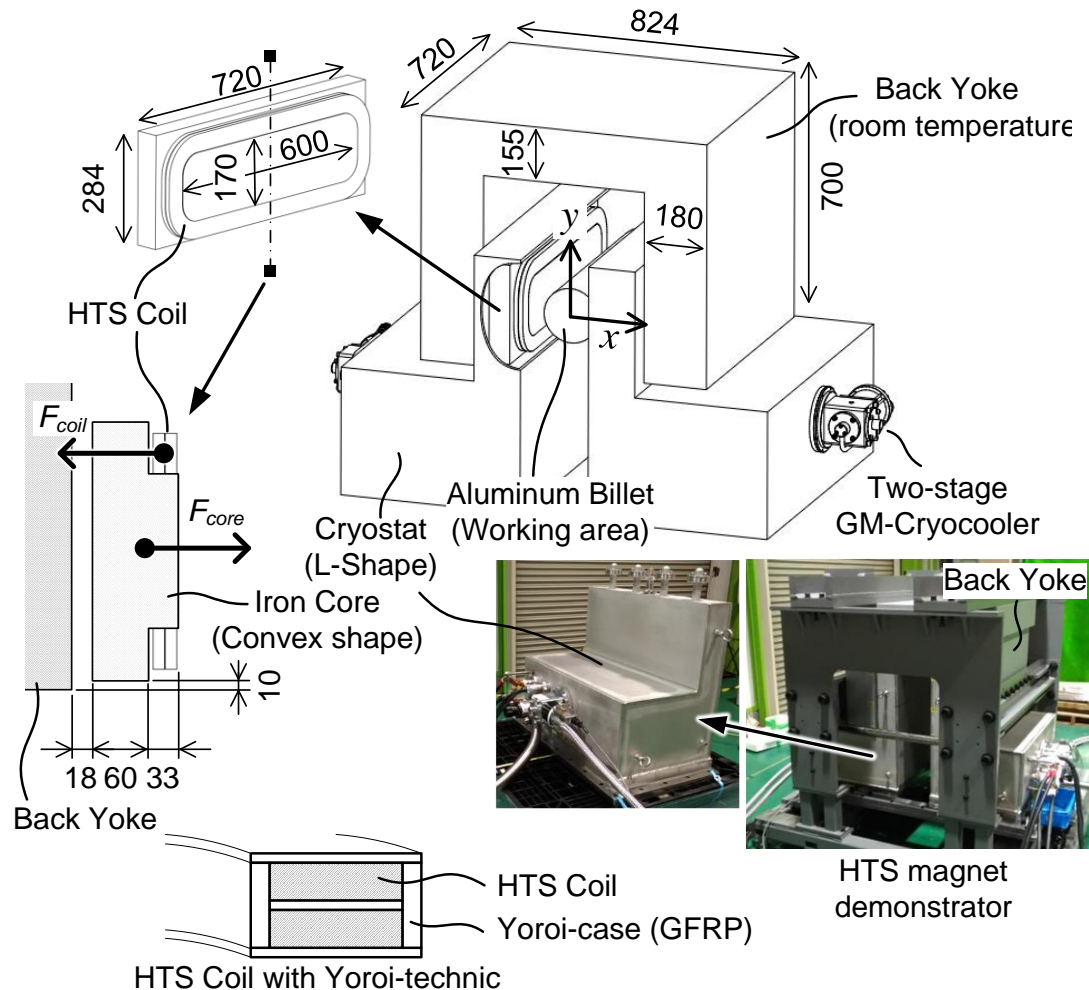 720
600
170
284
HTS Coil
824
720
155
180
700
Back Yoke
(room temperature
y
x
Fcoil
Fcore
Iron Core
(Convex shape)
10
18 60 33
Back Yoke
Cryostat
(L-Shape)
Aluminum Billet
(Working area)
Two-stage
GM-Cryocooler
Back Yoke
HTS magnet
demonstrator
HTS Coil
Yoroi-case (GFRP)
HTS Coil with Yoroi-technic